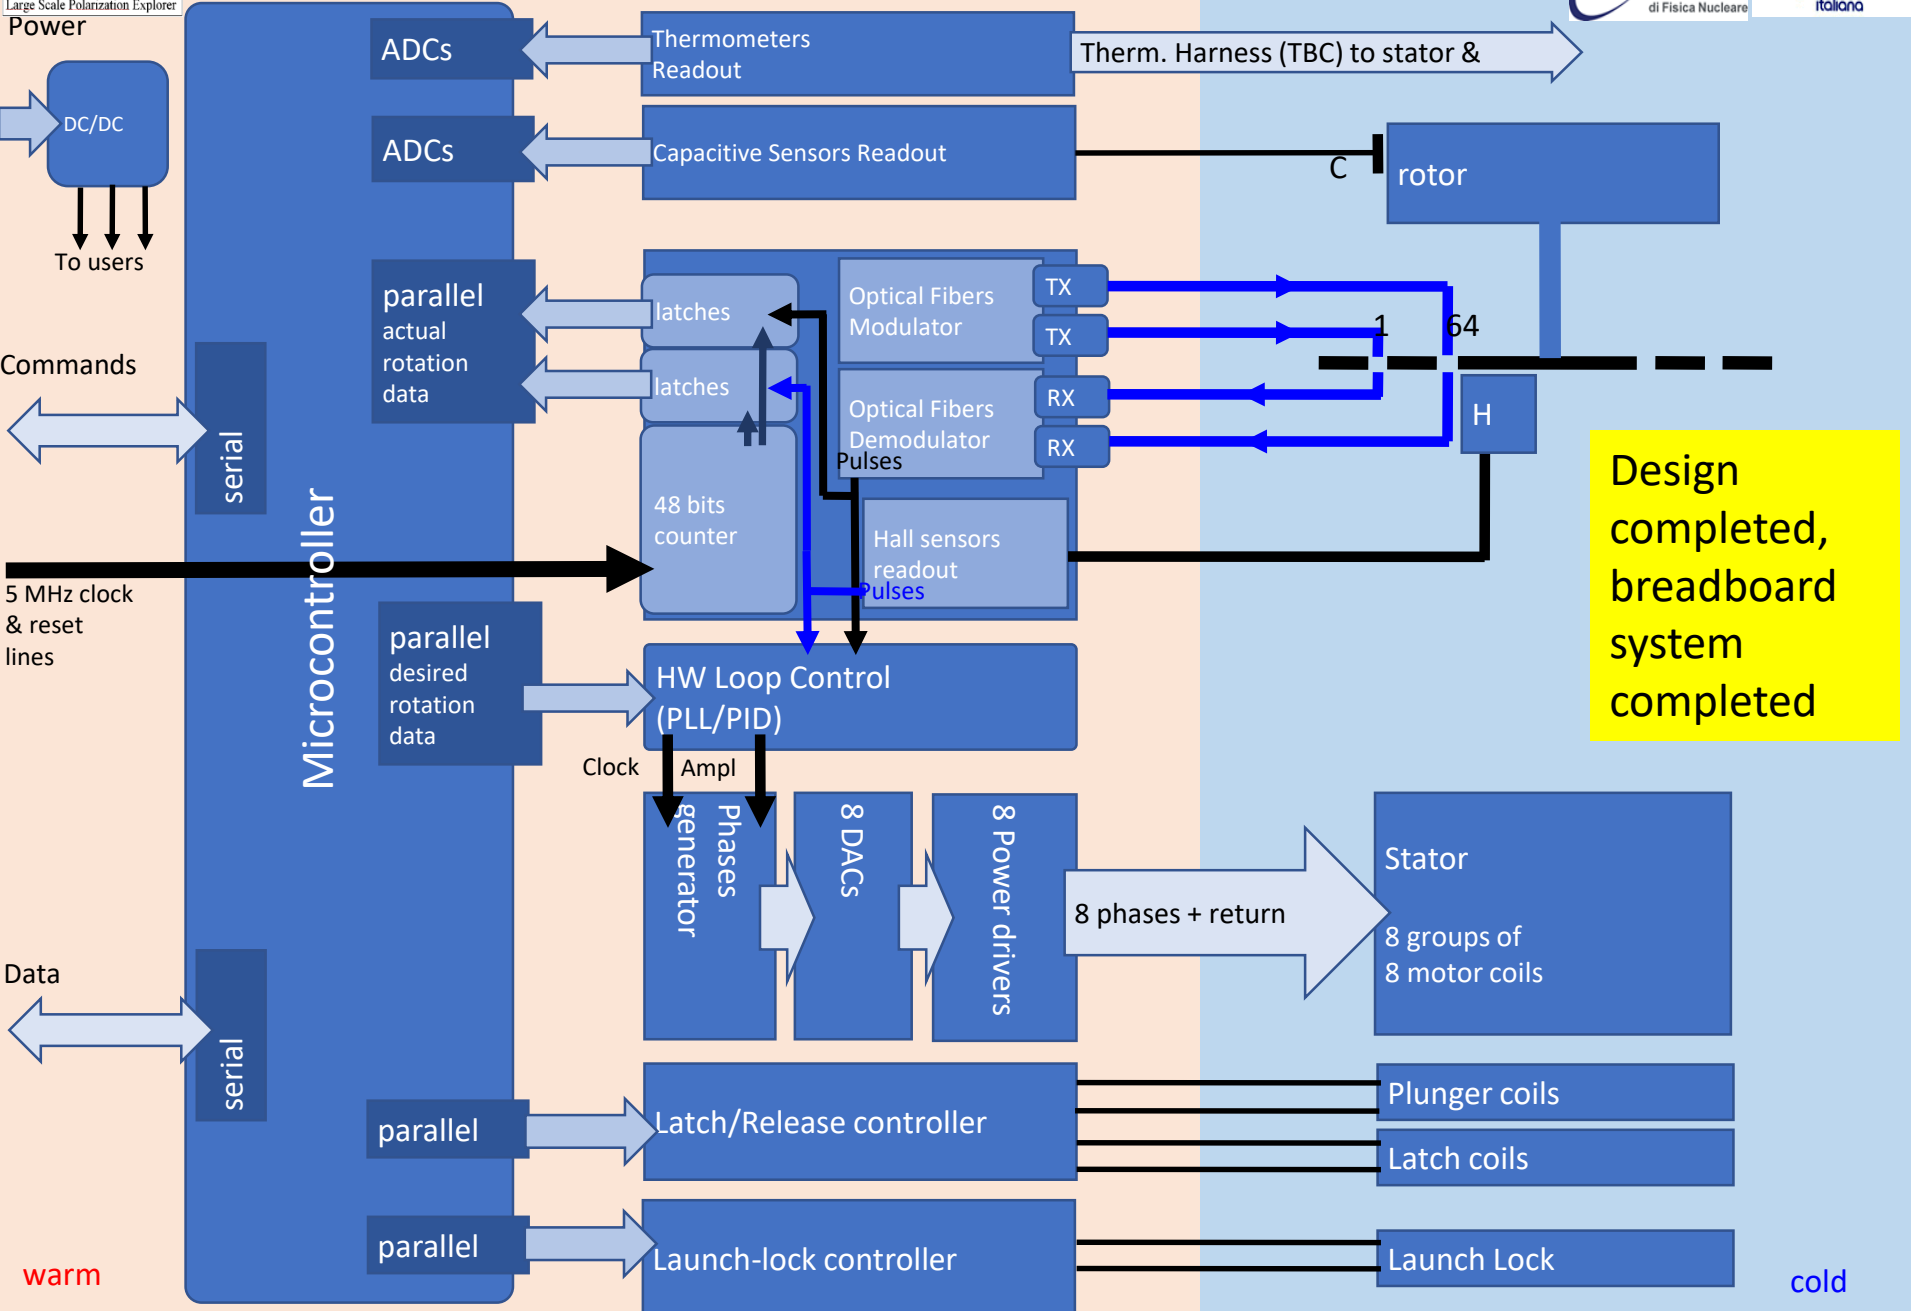 Large Scale Polarization Explorer
di Fisica Nucleare
italiana
Power
ADCs
Thermometers
Readout
Therm. Harness (TBC) to stator &
DC/DC
ADCs
Capacitive Sensors Readout
C
rotor
To users
parallel
actual
rotation
data
latches
latches
Optical Fibers
Modulator
TX
TX
1
64
Optical Fibers
Demodulator
RX
RX
H
Pulses
Commands
serial
48 bits
counter
Hall sensors
readout
Pulses
5 MHz clock
& reset
lines
Microcontroller
parallel
desired
rotation
data
HW Loop Control
(PLL/PID)
Design
completed,
breadboard
system
completed
Clock
Ampl
Phases
generator
8 DACs
8 Power drivers
8 phases + return
Stator
8 groups of
8 motor coils
Data
serial
parallel
Latch/Release controller
Plunger coils
Latch coils
parallel
Launch-lock controller
Launch Lock
warm
cold